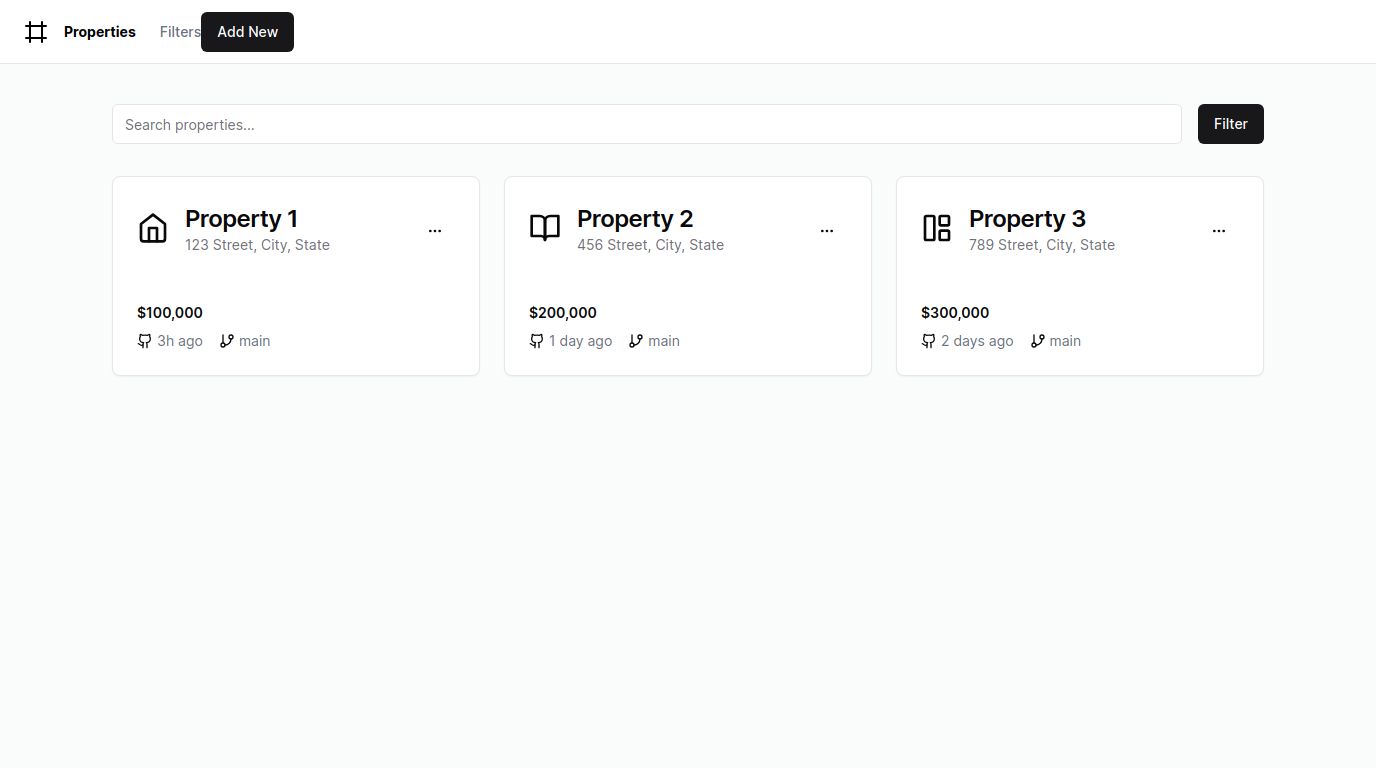 Properties Filters Add New
Search properties... Filter
Property 1
123 Street, City, State
$100,000
3h ago main
Property 2
456 Street, City, State
$200,000
1 day ago main
Property 3
789 Street, City, State
$300,000
2 days ago main